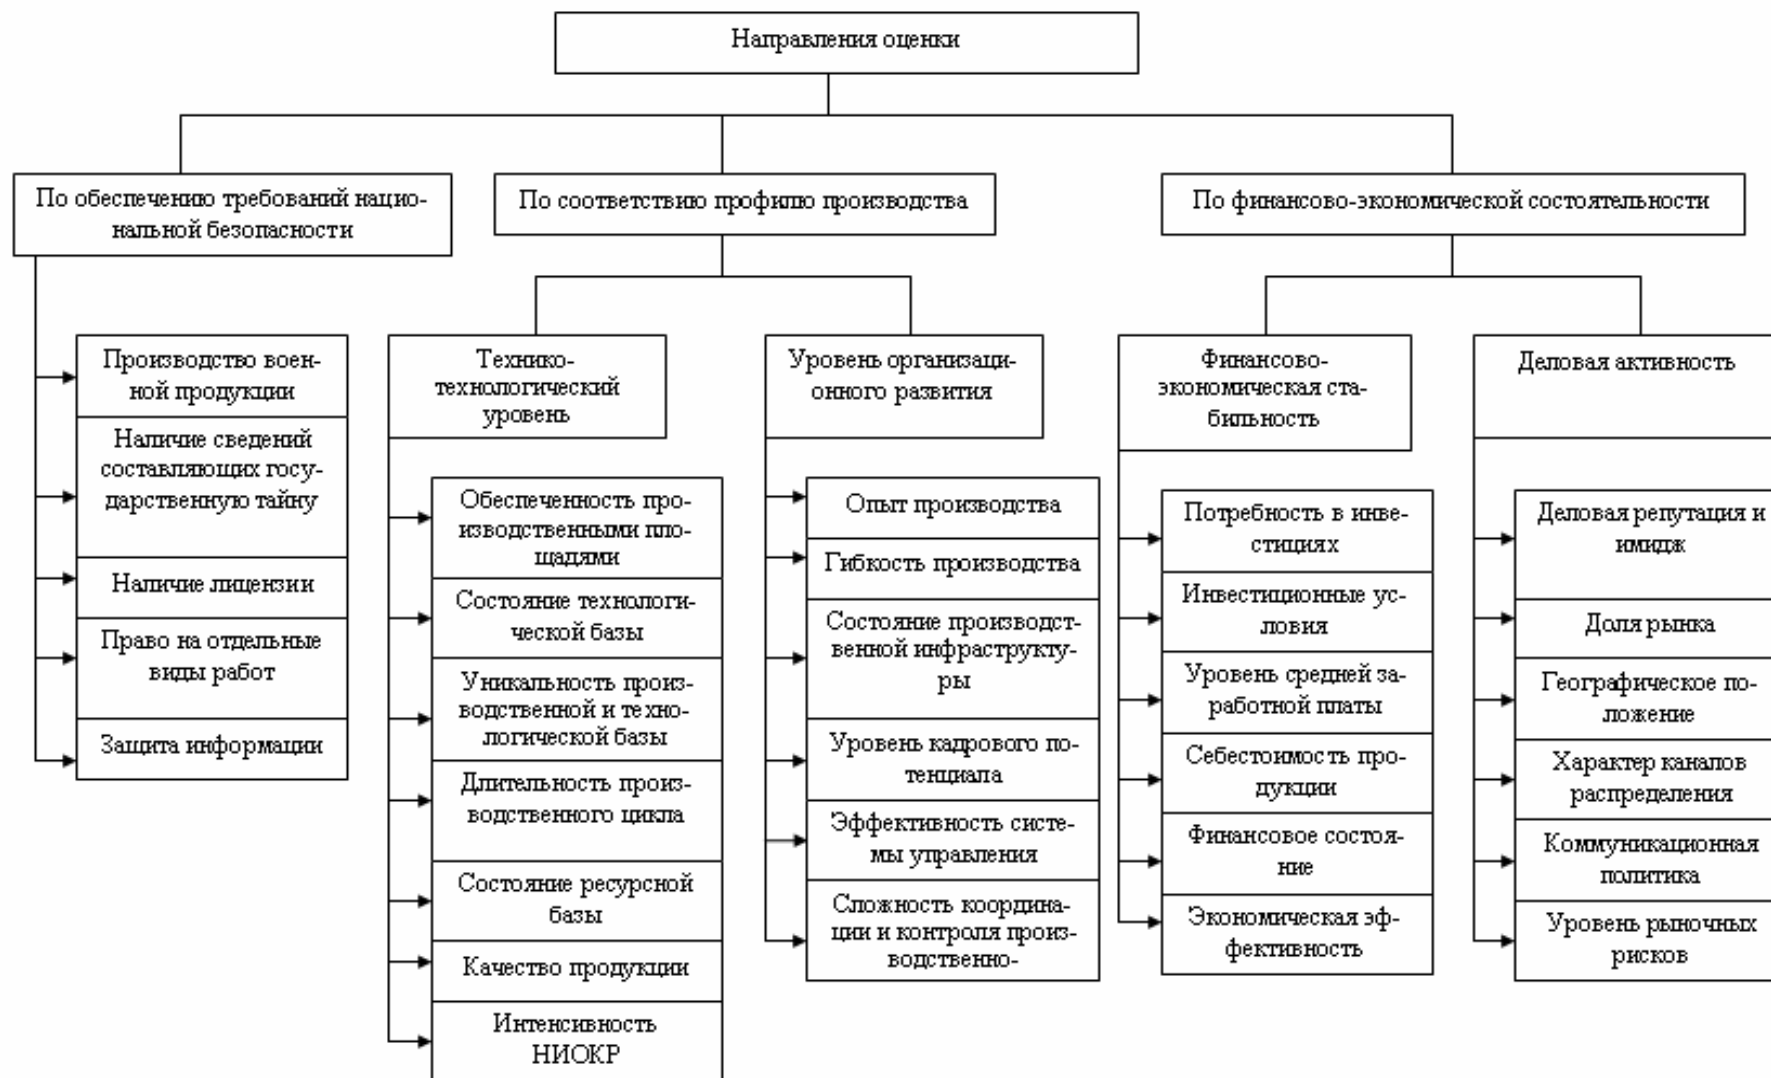 Направления оценки
По обеспечению требований нацио-
нальной безопасности
По соответствию профилю производства
По финансово-экономической состоятельности
Производство воен-
ной продукции
Наличие сведений
составляющих госу-
дарственную тайну
Наличие лицензии
Право на отдельные
виды работ
Защита информации
Технико-
технологический
уровень
Обеспеченность про-
изводственными пло-
щадями
Состояние технологи-
ческой базы
Уникальность произ-
водственной и техно-
логической базы
Длительность произ-
водственного цикла
Состояние ресурсной
базы
Качество продукции
Интенсивность
НИОКР
Уровень организаци-
онного развития
Опыт производства
Гибкость производства
Состояние производст-
венной инфраструкту-
ры
Уровень кадрового по-
тенциала
Эффективность систе-
мы управления
Сложность координа-
ции и контроля произ-
водственно-
Финансово-
экономическая ста-
бильность
Потребность в инве-
стициях
Инвестиционные ус-
ловия
Уровень средней за-
работной платы
Себестоимость про-
дукции
Финансовое состоя-
ние
Экономическая эф-
фективность
Деловая активность
Деловая репутация и
имидж
Доля рынка
Географическое по-
ложение
Характер каналов
распределения
Коммуникационная
политика
Уровень рыночных
рисков